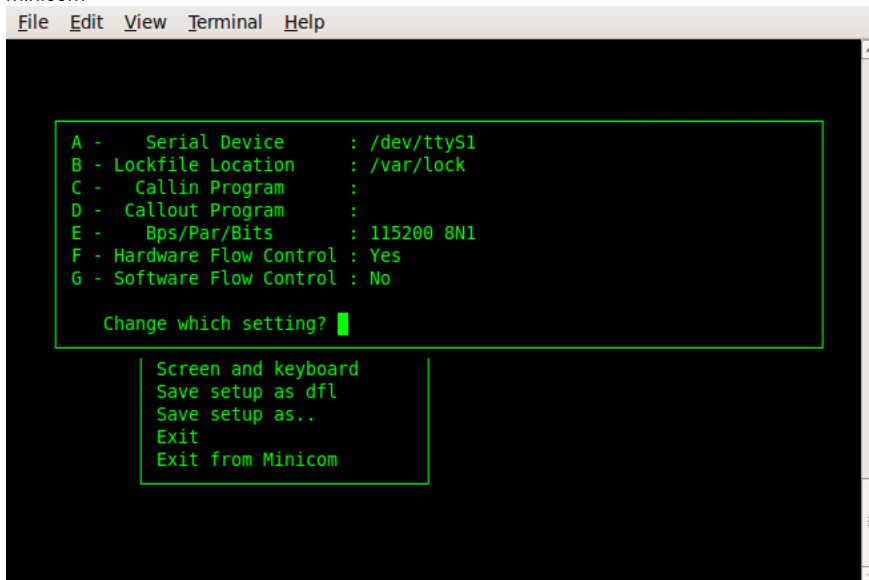 minicom
File Edit View Terminal Help
A - Serial Device : /dev/ttyS1
B - Lockfile Location : /var/lock
C - Callin Program :
D - Callout Program :
E - Bps/Par/Bits : 115200 8N1
F - Hardware Flow Control : Yes
G - Software Flow Control : No
Change which setting?
Screen and keyboard
Save setup as dfl
Save setup as..
Exit
Exit from Minicom